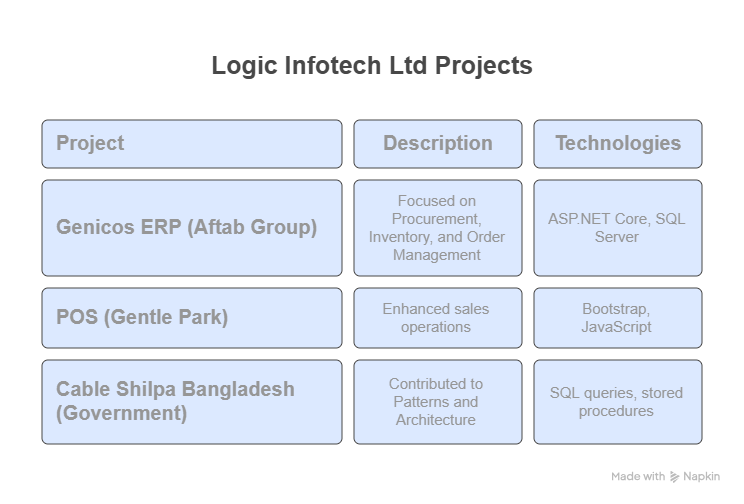 Logic Infotech Ltd Projects
Project
Description
Technologies
Genicos ERP (Aftab Group)
Focused on
Procurement,
Inventory, and Order
Management
ASP.NET Core, SQL
Server
POS (Gentle Park)
Enhanced sales
operations
Bootstrap,
JavaScript
Cable Shilpa Bangladesh
(Government)
Contributed to
Patterns and
Architecture
SQL queries, stored
procedures
Made with Napkin